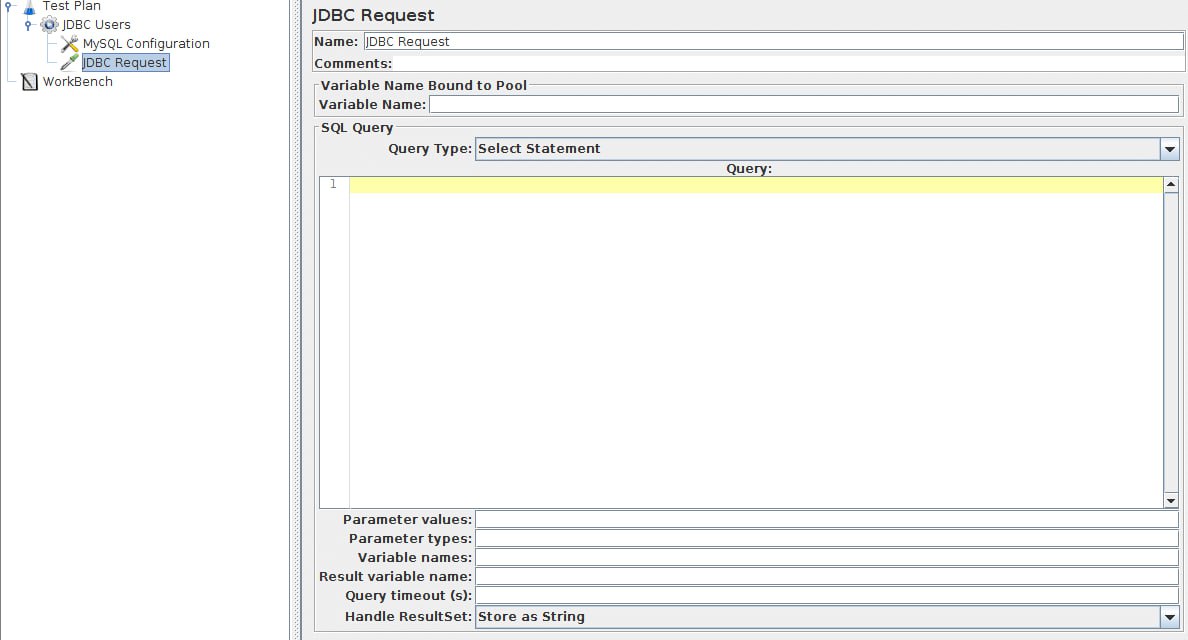 Test Plan
JDBC Users
MySQL Configuration
JDBC Request
WorkBench
JDBC Request
Name: JDBC Request
Comments:
Variable Name Bound to Pool
Variable Name:
SQL Query
Query Type: Select Statement
Query:
1
Parameter values:
Parameter types:
Variable names:
Result variable name:
Query timeout (s):
Handle ResultSet: Store as String